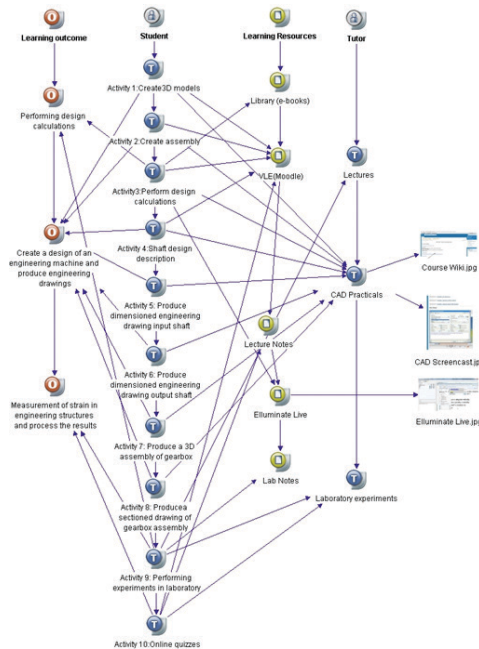 Learning outcome
Student
Learning Resources
Tutor
Activity 1:Create3D models
Library (e-books)
Performing design
calculations
Activity 2:Create assembly
VLE(Moodle)
Lectures
Activity3:Perform design
calculations
Create a design of an
engineering machine and
produce engineering
drawings
Activity 4:Shaft design
description
CAD Practicals
Course Wiki.jpg
Activity 5: Produce
dimensioned engineering
drawing input shaft
Lecture Notes
CAD Screencast.jp
Activity 6: Produce
dimensioned engineering
drawing output shaft
Measurement of strain in
engineering structures
and process the results
Elluminate Live
Elluminate Live.jpg
Activity 7: Produce a 3D
assembly of gearbox
Lab Notes
Laboratory experiments
Activity 8: Producea
sectioned drawing of
gearbox assembly
Activity 9: Performing
experiments in laboratory
Activity 10:Online quizzes